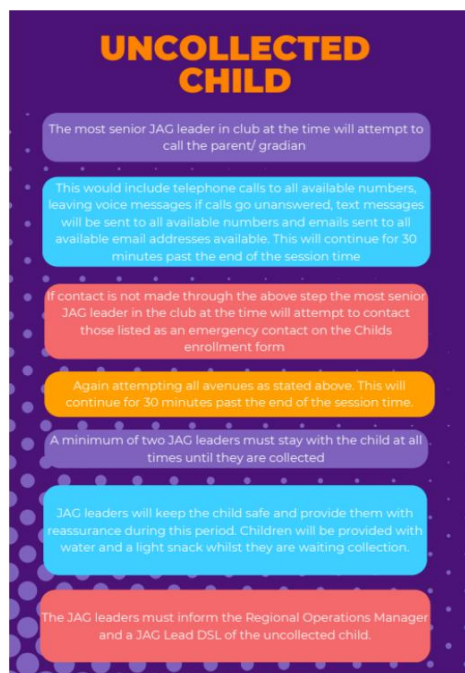 UNCOLLECTED
CHILD
The most senior JAG leader in club at the time will attempt to
call the parent/ gradian
This would include telephone calls to all available numbers,
leaving voice messages if calls go unanswered, text messages
will be sent to all available numbers and emails sent to all
available email addresses available. This will continue for 30
minutes past the end of the session time
If contact is not made through the above step the most senior
JAG leader in the club at the time will attempt to contact
those listed as an emergency contact on the Childs
enrollment form
Again attempting all avenues as stated above. This will
continue for 30 minutes past the end of the session time.
A minimum of two JAG leaders must stay with the child at all
times until they are collected
JAG leaders will keep the child safe and provide them with
reassurance during this period. Children will be provided with
water and a light snack whilst they are waiting collection.
The JAG leaders must inform the Regional Operations Manager
and a JAG Lead DSL of the uncollected child.